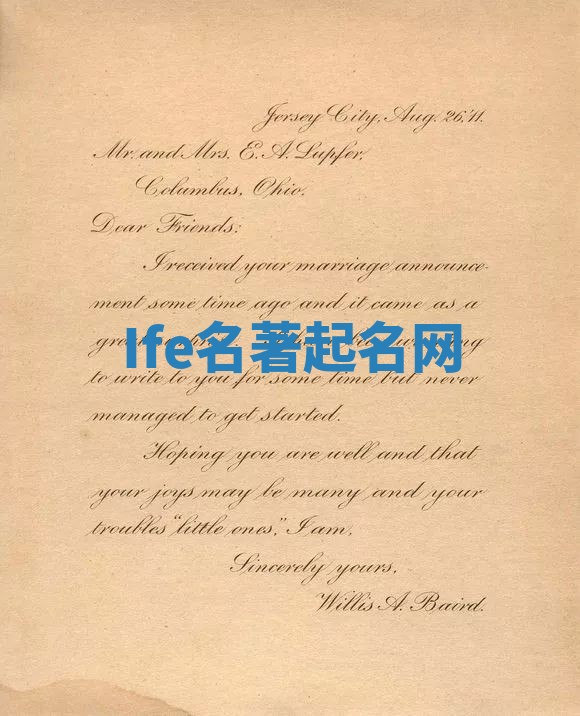 Jersey City, Aug. 26,'11.
Mr. and Mrs. E. A. Lupfer,
Columbus, Ohio.
Dear Friends:
I received your marriage announce-
ment some time ago and it came as a
great
Ife名著起名网
to write to you for some time but never
managed to get started.
Hoping you are well and that
your joys may be many and your
troubles "little ones," I am,
Sincerely yours,
Willis A. Baird.